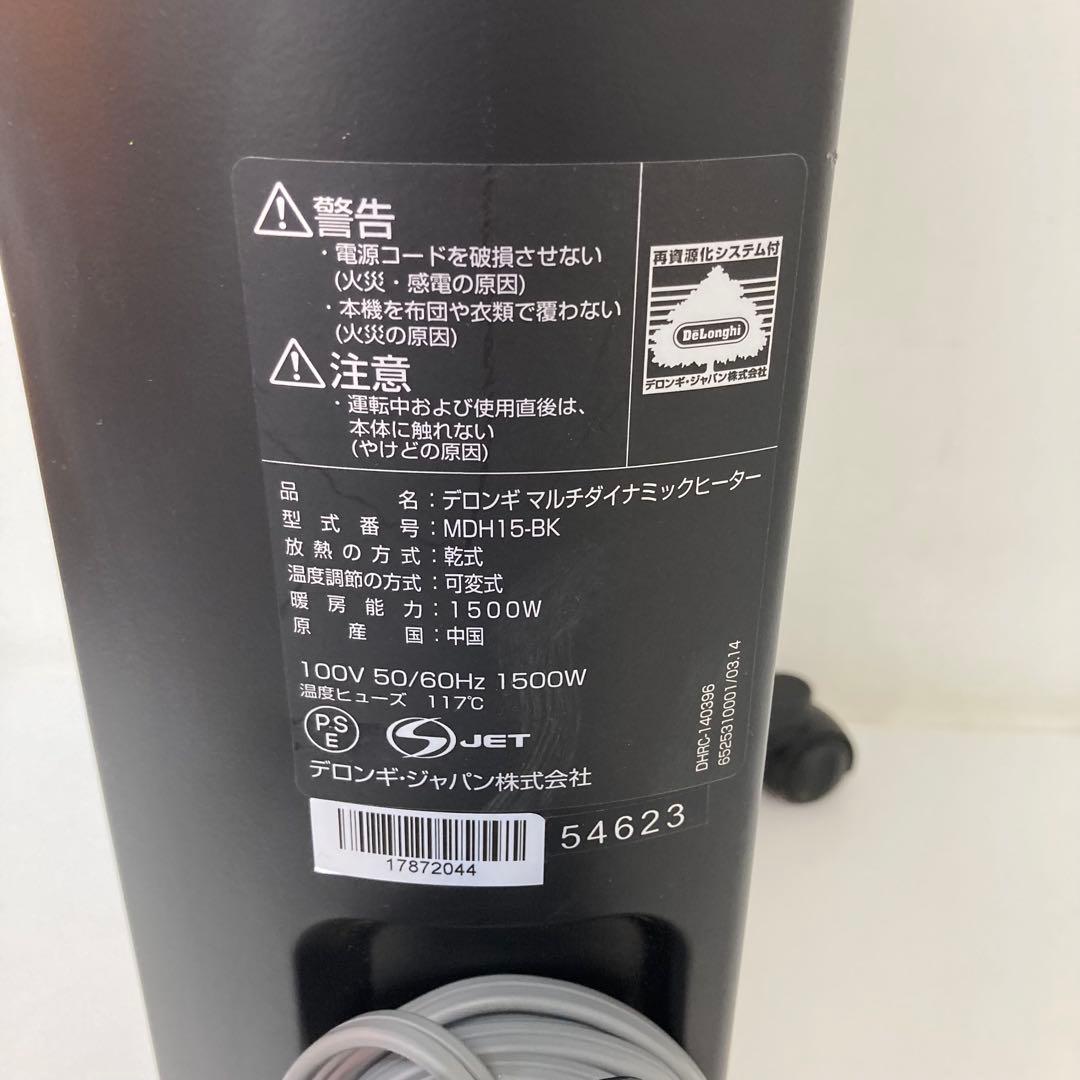 警告
・電源コードを破損させない
(火災・感電の原因)
・本機を布団や衣類で覆わない
(火災の原因)
注意
・運転中および使用直後は、
本体に触れない
(やけどの原因)
再資源化システム付
DeLonghi
デロンギ・ジャパン株式会社
品名：デロンギ マルチダイナミックヒーター
型式番号：MDH15-BK
放熱の方式：乾式
温度調節の方式：可変式
暖房能力：1500W
原産国：中国
100V 50/60Hz 1500W
温度ヒューズ 117℃
PSE
S JET
デロンギ・ジャパン株式会社
DHRC-140396
6525310001/03.14
17872044
54623